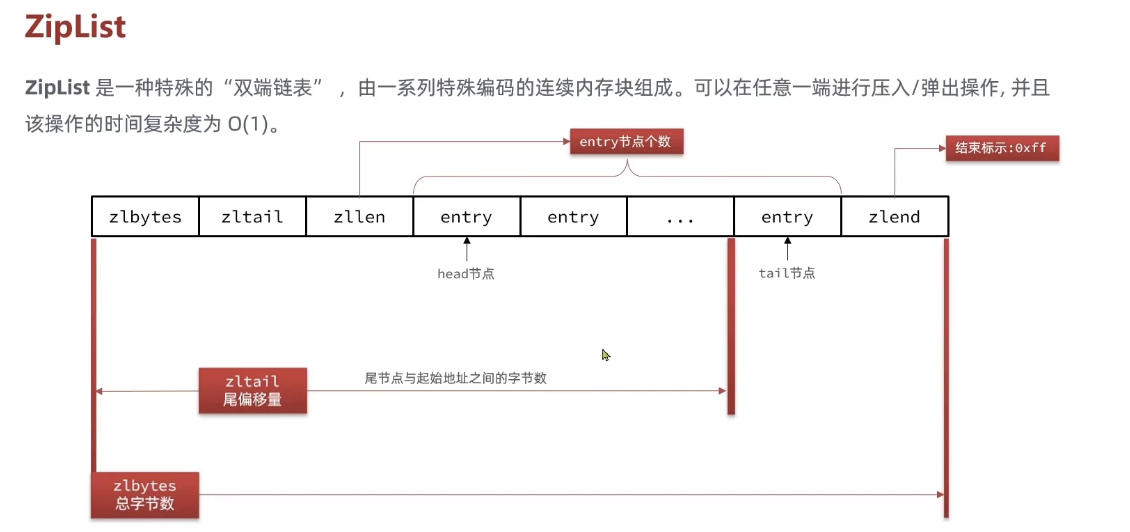 ZipList
ZipList 是一种特殊的“双端链表” ，由一系列特殊编码的连续内存块组成。可以在任意一端进行压入/弹出操作, 并且
该操作的时间复杂度为 O(1)。
entry节点个数
结束标示:0xff
zlbytes zltail zllen entry entry ... entry zlend
head节点
tail节点
尾节点与起始地址之间的字节数
zltail
尾偏移量
zlbytes
总字节数